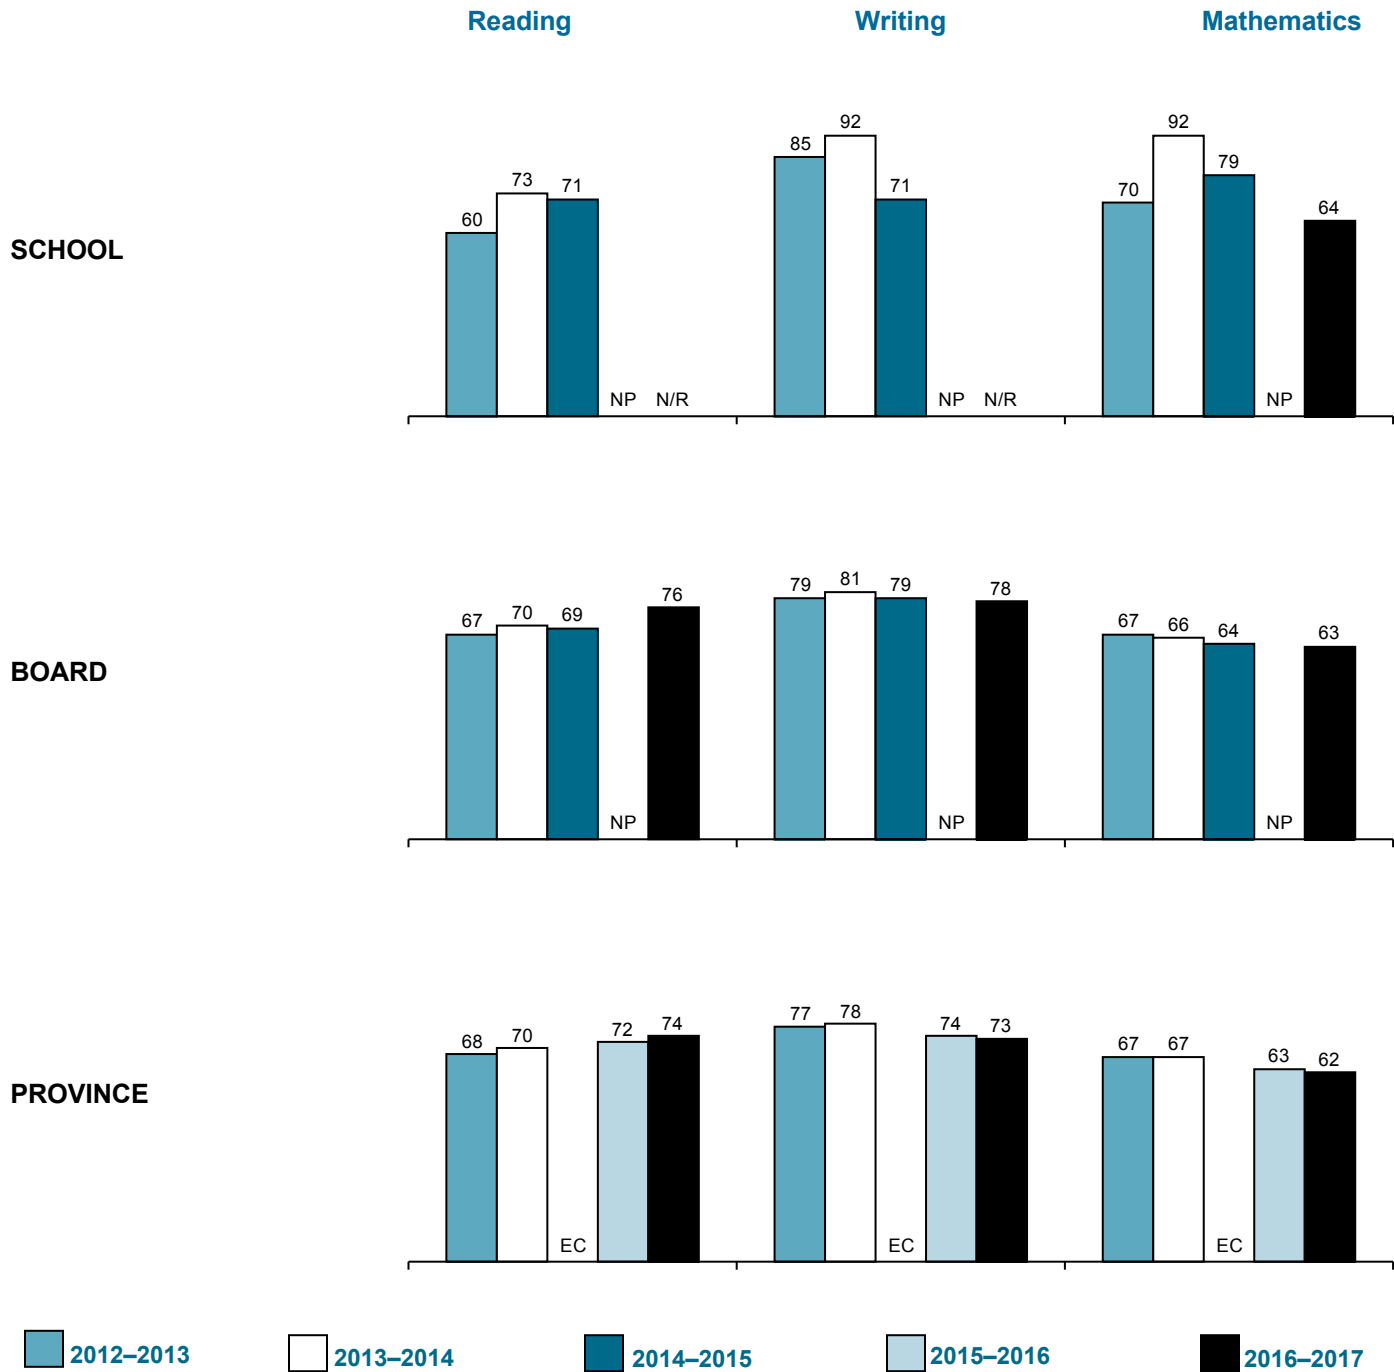 Reading Writing Mathematics
SCHOOL
60 73 71 NP N/R
85 92 71 NP N/R
70 92 79 NP 64
BOARD
67 70 69 NP 76
79 81 79 NP 78
67 66 64 NP 63
PROVINCE
68 70 EC 72 74
77 78 EC 74 73
67 67 EC 63 62
2012–2013 2013–2014 2014–2015 2015–2016 2016–2017